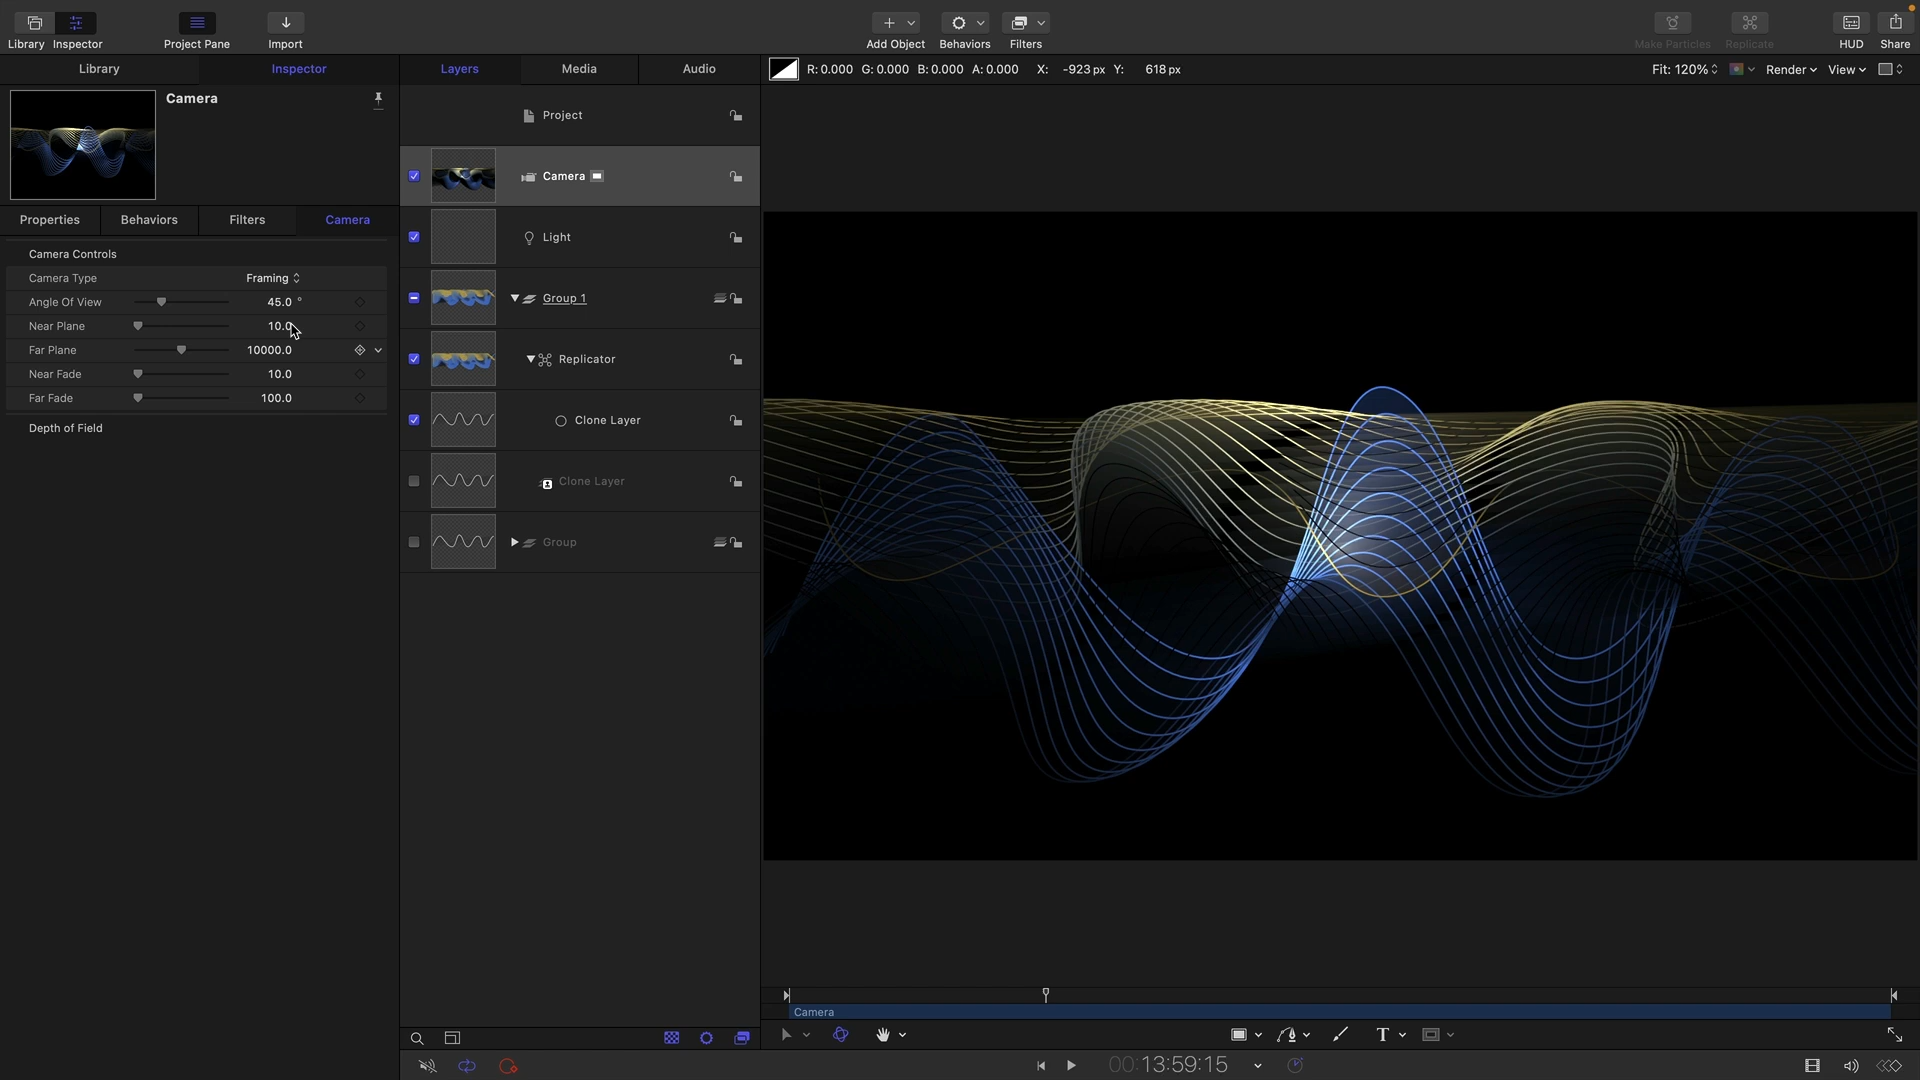 Library Inspector Project Pane Import Add Object Behaviors Filters Make Particles Replicate HUD Share
Library Inspector Layers Media Audio R: 0.000 G: 0.000 B: 0.000 A: 0.000 X: -923 px Y: 618 px Fit: 120% Render View
Camera
Project
Camera
Properties Behaviors Filters Camera
Light
Camera Controls
Camera Type Framing
Angle Of View 45.0 °
Group 1
Near Plane 10.0
Far Plane 10000.0
Replicator
Near Fade 10.0
Far Fade 100.0
Clone Layer
Depth of Field
Clone Layer
Group
Camera
T
00:13:59:15